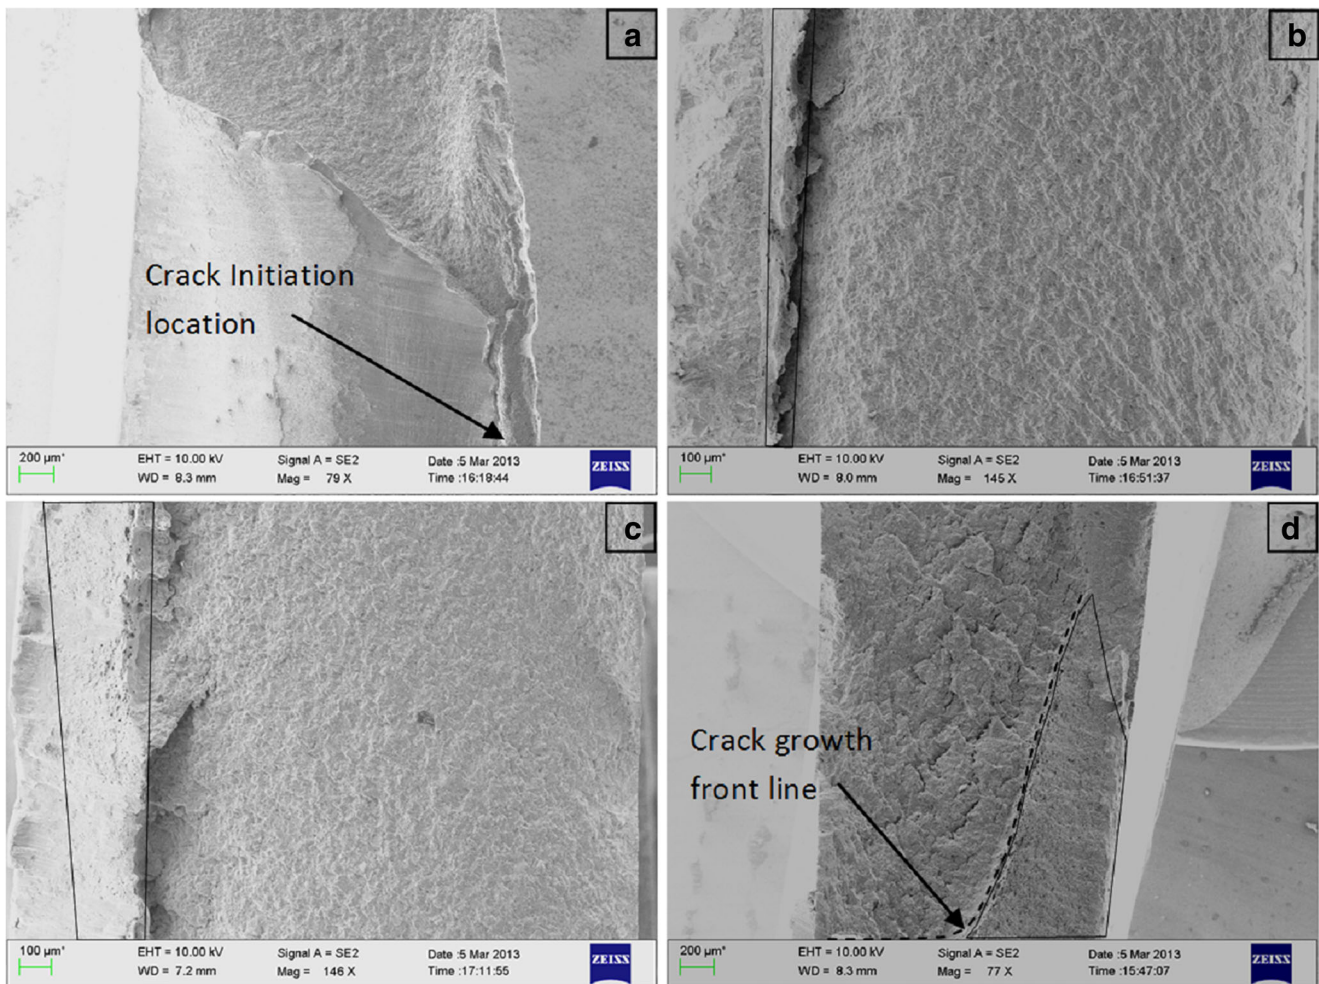 a
Crack Initiation
location
200 µm*
EHT = 10.00 kV
Signal A = SE2
Date :5 Mar 2013
WD = 8.3 mm
Mag = 79 X
Time :16:18:44
ZEISS
b
100 µm*
EHT = 10.00 kV
Signal A = SE2
Date :5 Mar 2013
WD = 8.0 mm
Mag = 145 X
Time :16:51:37
ZEISS
c
100 µm*
EHT = 10.00 kV
Signal A = SE2
Date :5 Mar 2013
WD = 7.2 mm
Mag = 146 X
Time :17:11:55
ZEISS
d
Crack growth
front line
200 µm*
EHT = 10.00 kV
Signal A = SE2
Date :5 Mar 2013
WD = 8.3 mm
Mag = 77 X
Time :15:47:07
ZEISS